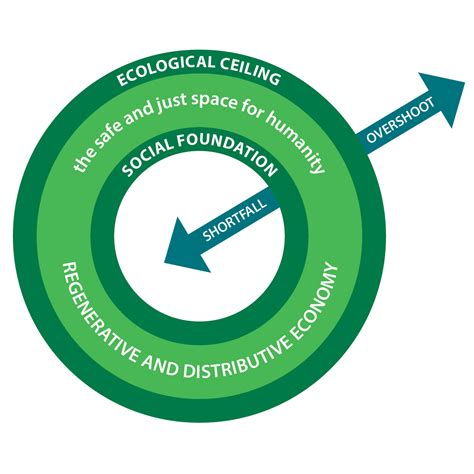 ECOLOGICAL CEILING
the safe and just space for humanity
SOCIAL FOUNDATION
OVERSHOOT
SHORTFALL
REGENERATIVE AND DISTRIBUTIVE ECONOMY